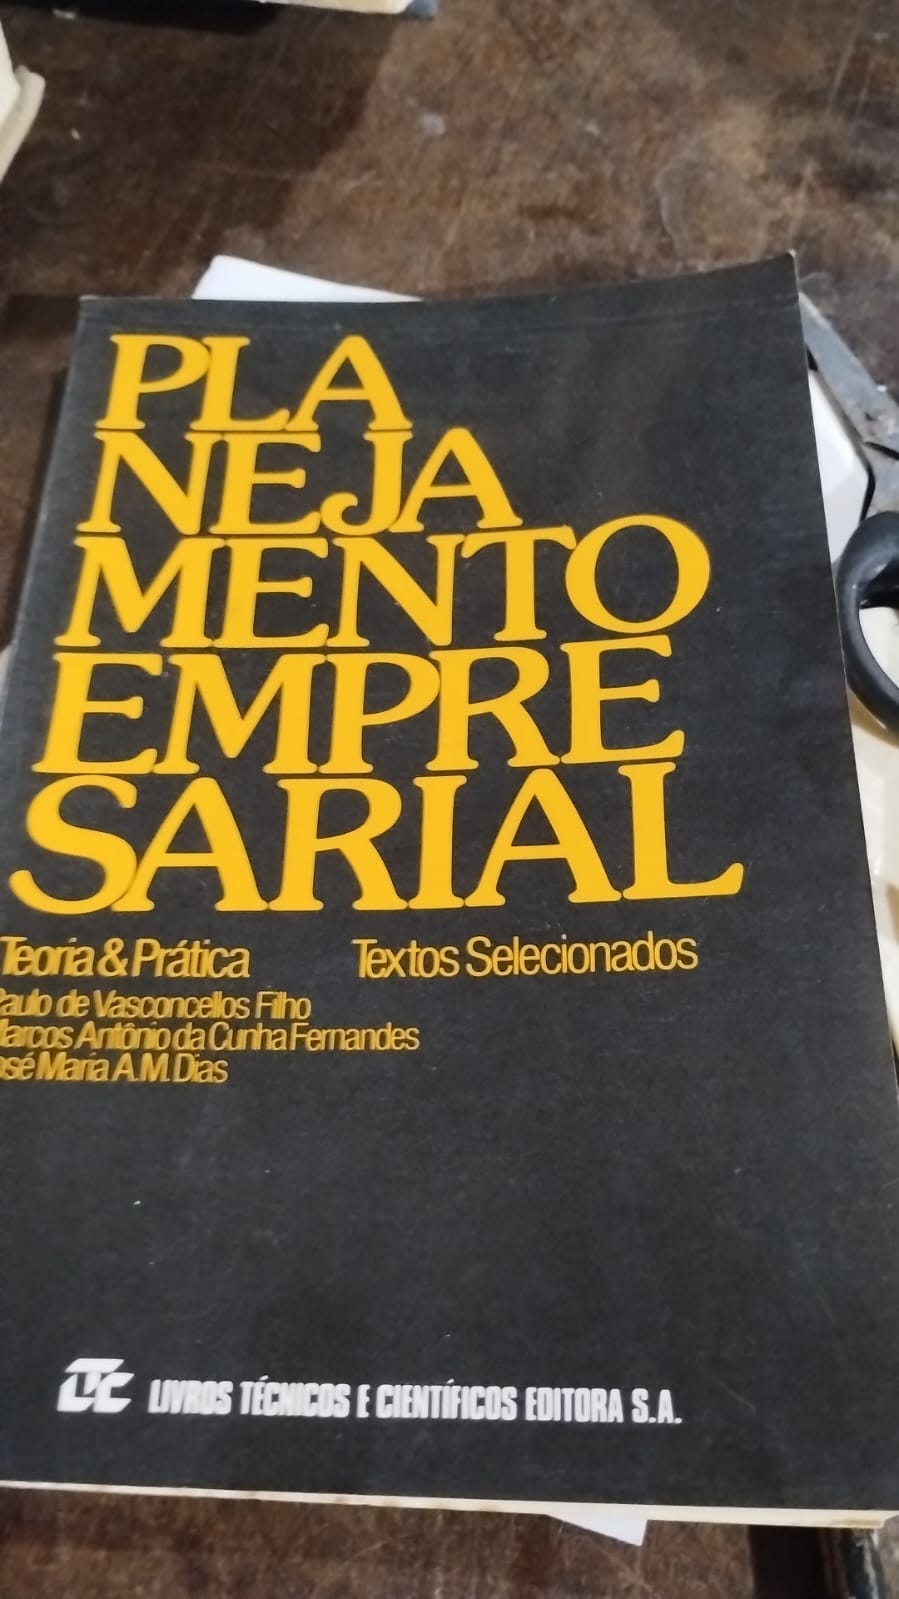 PLA
NEJA
MENTO
EMPRE
SARIAL
Teoria & Prática Textos Selecionados
Paulo de Vasconcellos Filho
Marcos Antônio da Cunha Fernandes
José Maria A.M. Dias
LTC LIVROS TÉCNICOS E CIENTÍFICOS EDITORA S.A.